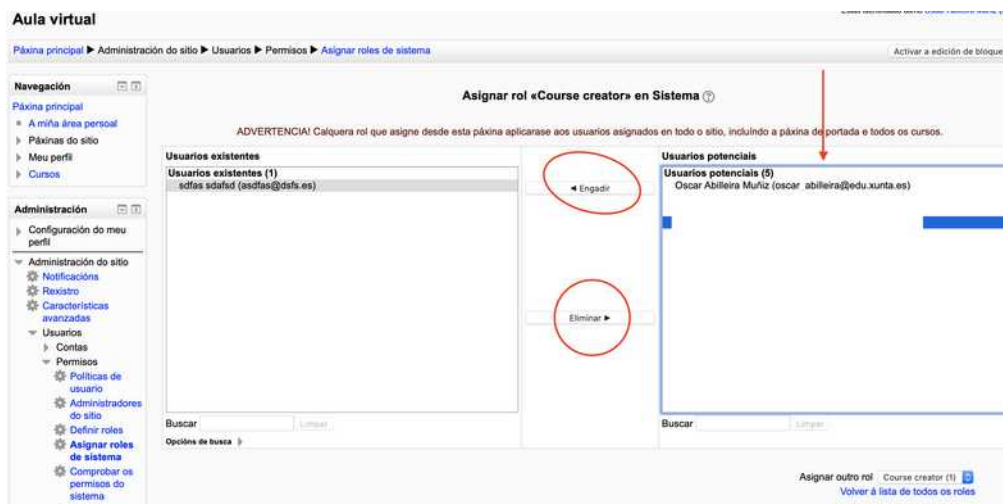 Aula virtual
Páxina principal ▶ Administración do sitio ▶ Usuarios ▶ Permisos ▶ Asignar roles de sistema
Activar a edición de bloque
Navegación
Páxina principal
A miña área persoal
Páxinas do sitio
Meu perfil
Cursos
Administración
Configuración do meu
perfil
Administración do sitio
Notificacións
Rexistro
Características
avanzadas
Usuarios
Contas
Permisos
Políticas de
usuario
Administradores
do sitio
Definir roles
Asignar roles
de sistema
Comprobar os
permisos do
sistema
Asignar rol «Course creator» en Sistema
ADVERTENCIA! Calquera rol que asigne desde esta páxina aplicarase aos usuarios asignados en todo o sitio, incluíndo a páxina de portada e todos os cursos.
Usuarios existentes
Usuarios existentes (1)
sdfas sdafsd (asdfas@dsfs.es)
Buscar
Limpar
Opcións de busca
◄ Engadir
Eliminar ►
Usuarios potenciais
Usuarios potenciais (5)
Oscar Abilleira Muñiz (oscar_abilleira@edu.xunta.es)
Buscar
Limpar
Asignar outro rol Course creator (1)
Volver á lista de todos os roles